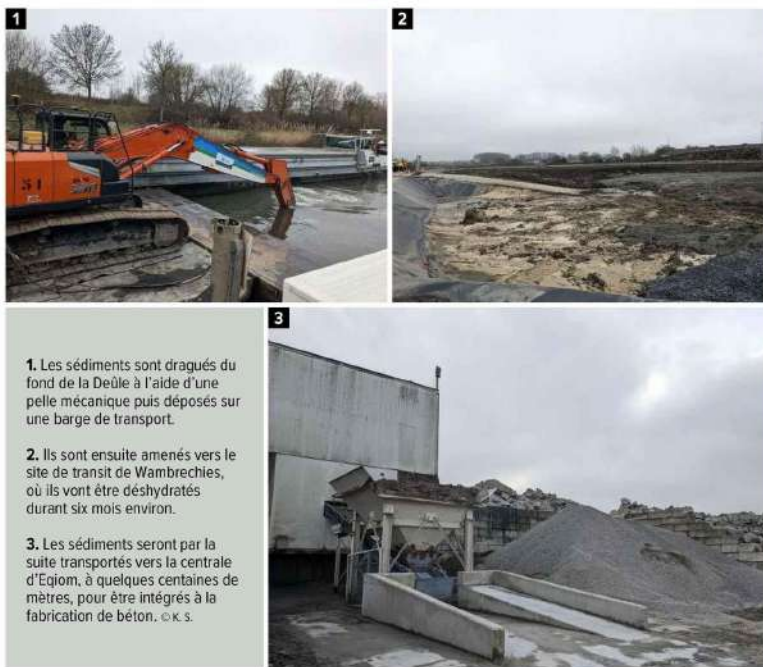 1
2
3
S1
1. Les sédiments sont dragués du
fond de la Deûle à l'aide d'une
pelle mécanique puis déposés sur
une barge de transport.
2. Ils sont ensuite amenés vers le
site de transit de Wambrechies,
où ils vont être déshydratés
durant six mois environ.
3. Les sédiments seront par la
suite transportés vers la centrale
d'Eqiom, à quelques centaines de
mètres, pour être intégrés à la
fabrication de béton. © K. S.